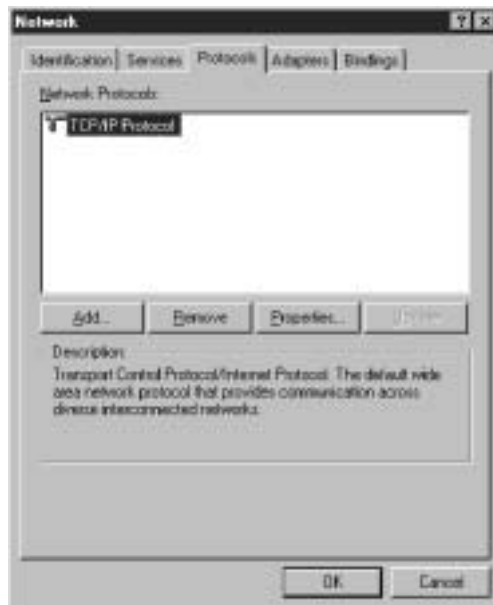 Network
Identification Services Protocols Adapters Bindings
Network Protocols:
TCP/IP Protocol
Add... Remove Properties... Update
Description:
Transport Control Protocol/Internet Protocol. The default wide
area network protocol that provides communication across
diverse interconnected networks.
OK Cancel